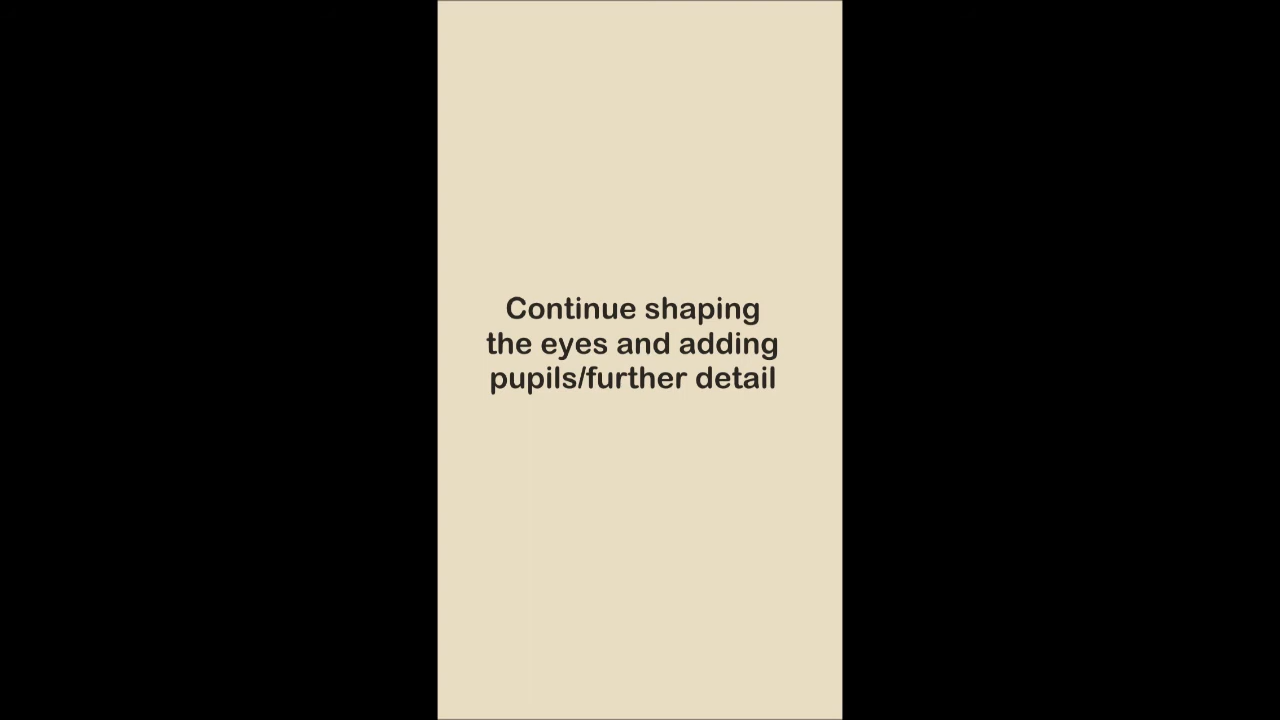 Continue shaping
the eyes and adding
pupils/further detail